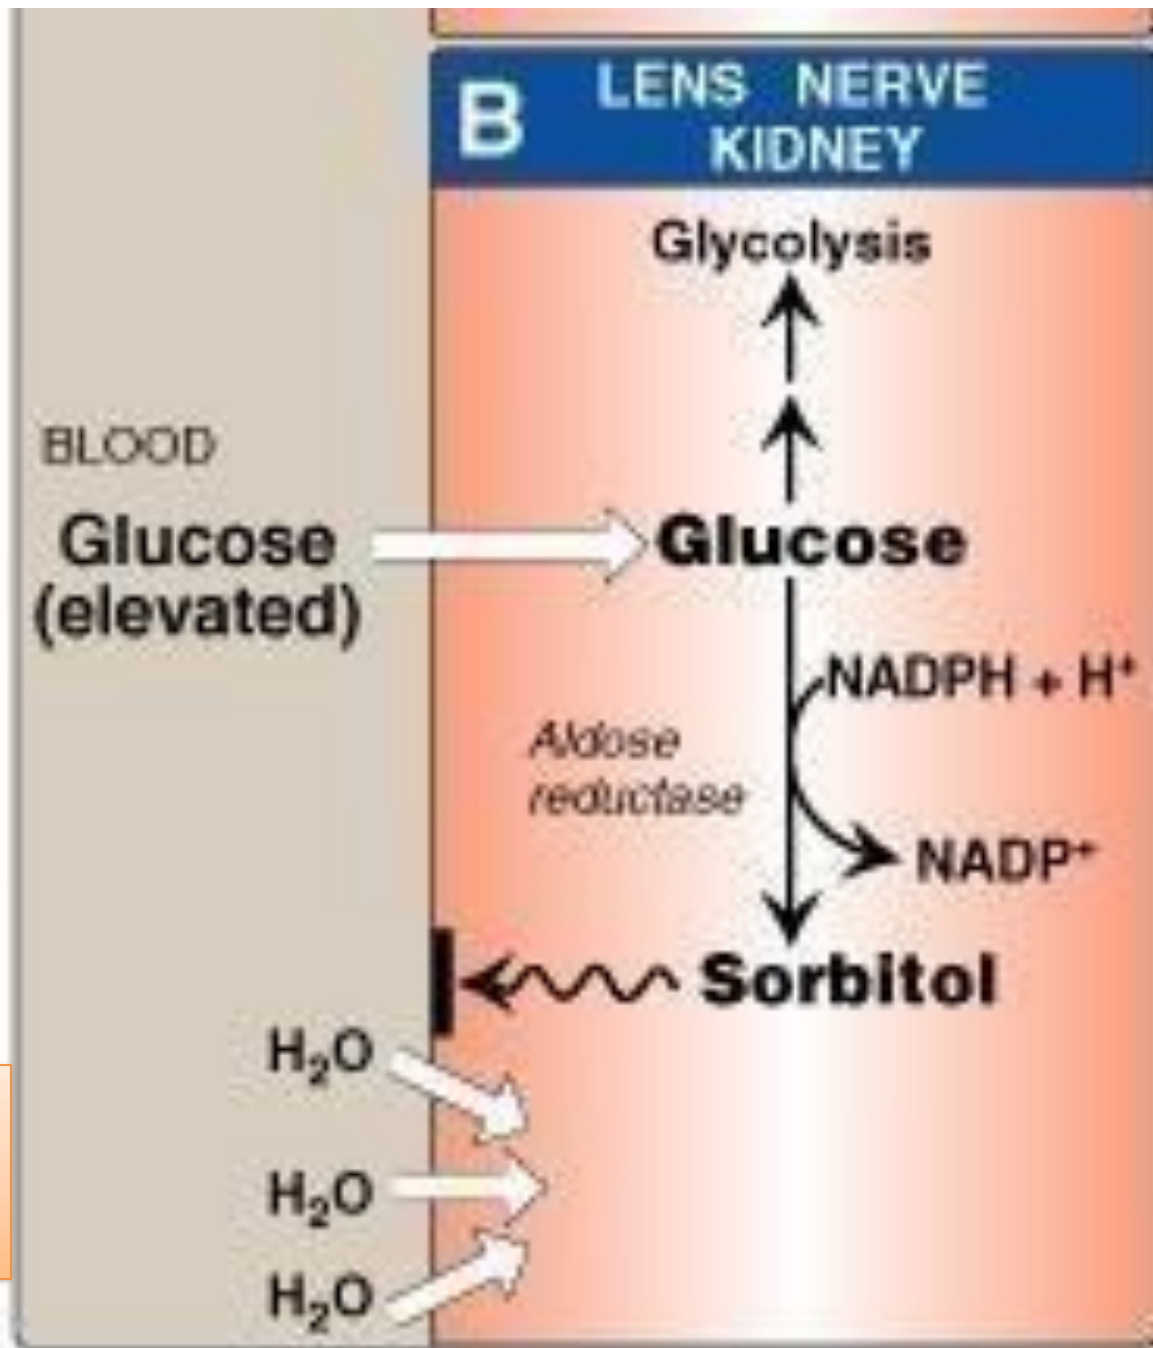 B
LENS NERVE
KIDNEY
Glycolysis
BLOOD
Glucose
(elevated)
Glucose
NADPH + H⁺
Aldose
reductase
NADP⁺
Sorbitol
H₂O
H₂O
H₂O